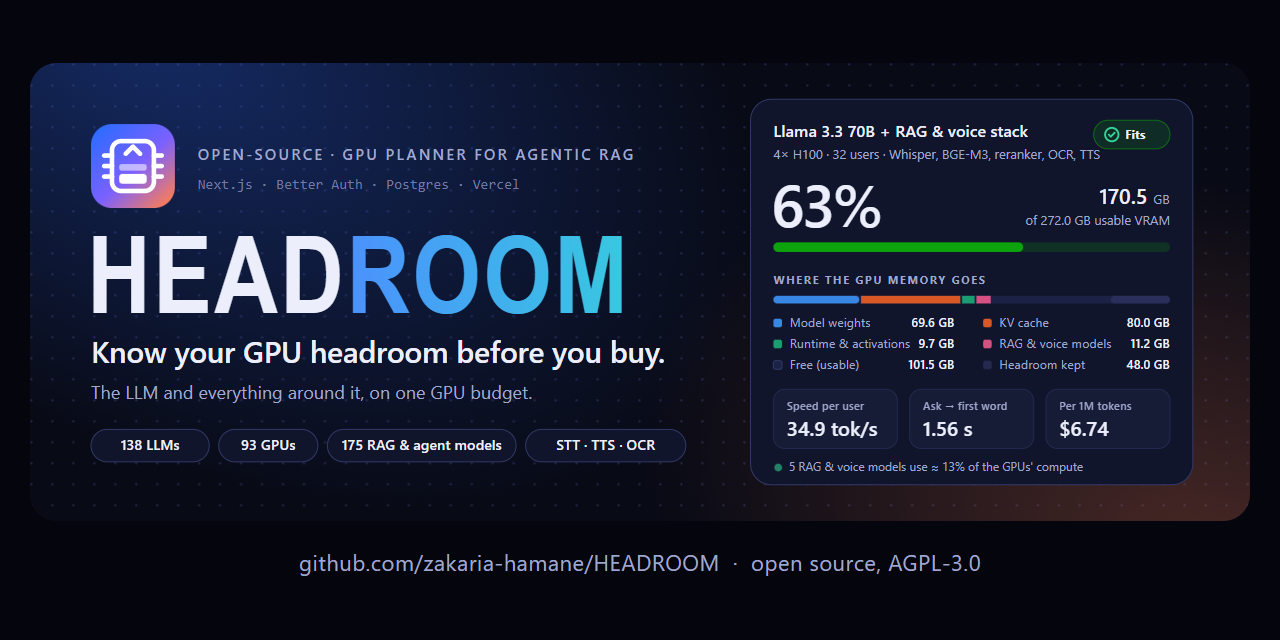 OPEN-SOURCE · GPU PLANNER FOR AGENTIC RAG
Next.js · Better Auth · Postgres · Vercel
HEADROOM
Know your GPU headroom before you buy.
The LLM and everything around it, on one GPU budget.
138 LLMs
93 GPUs
175 RAG & agent models
STT · TTS · OCR
Llama 3.3 70B + RAG & voice stack
Fits
4× H100 · 32 users · Whisper, BGE-M3, reranker, OCR, TTS
63%
170.5 GB
of 272.0 GB usable VRAM
WHERE THE GPU MEMORY GOES
Model weights 69.6 GB
KV cache 80.0 GB
Runtime & activations 9.7 GB
RAG & voice models 11.2 GB
Free (usable) 101.5 GB
Headroom kept 48.0 GB
Speed per user
34.9 tok/s
Ask → first word
1.56 s
Per 1M tokens
$6.74
5 RAG & voice models use ≈ 13% of the GPUs' compute
github.com/zakaria-hamane/HEADROOM · open source, AGPL-3.0